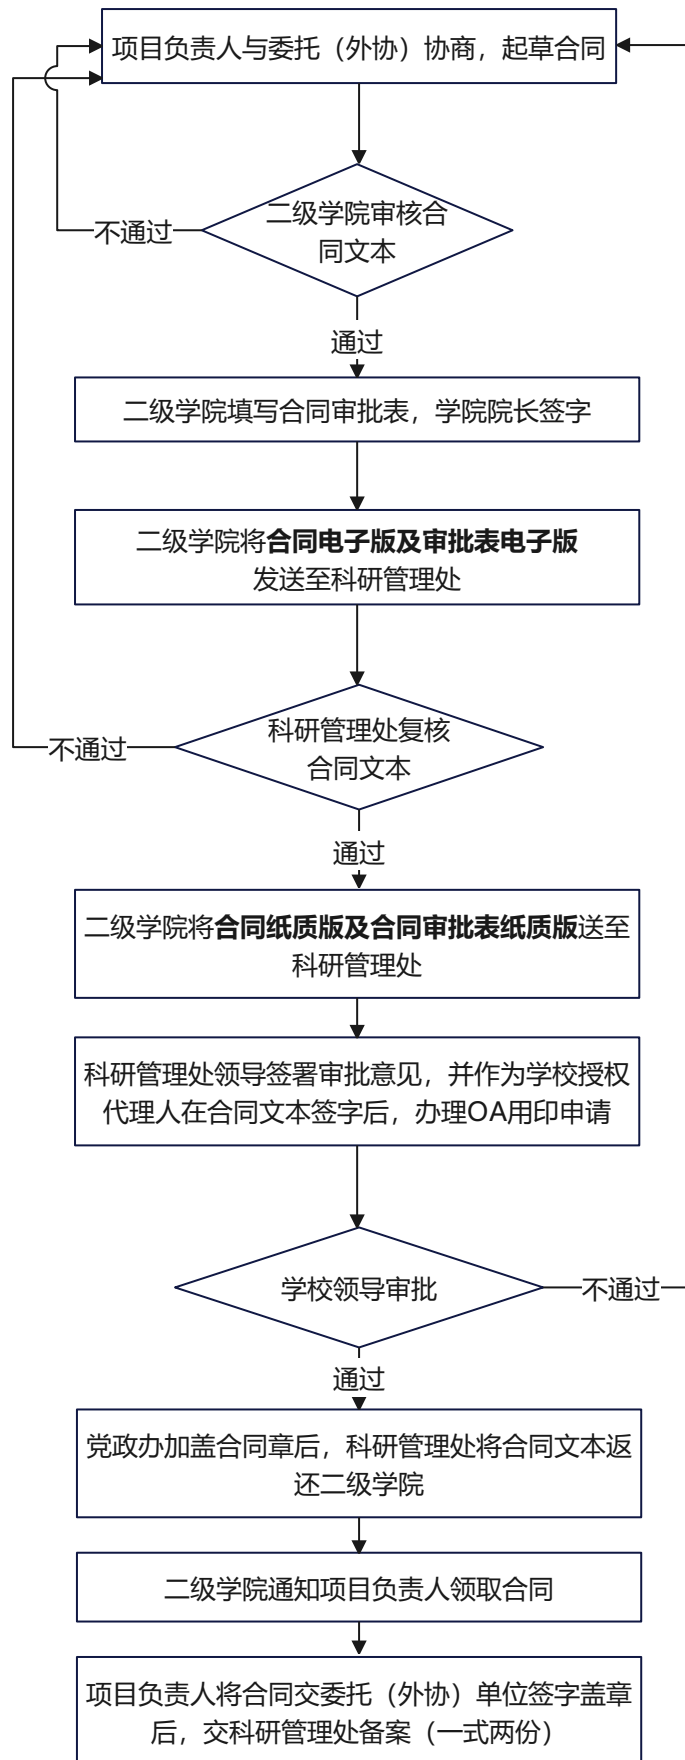 项目负责人与委托（外协）协商，起草合同
二级学院审核合
同文本
不通过
通过
二级学院填写合同审批表，学院院长签字
二级学院将合同电子版及审批表电子版
发送至科研管理处
科研管理处复核
合同文本
不通过
通过
二级学院将合同纸质版及合同审批表纸质版送至
科研管理处
科研管理处领导签署审批意见，并作为学校授权
代理人在合同文本签字后，办理OA用印申请
学校领导审批
不通过
通过
党政办加盖合同章后，科研管理处将合同文本返
还二级学院
二级学院通知项目负责人领取合同
项目负责人将合同交委托（外协）单位签字盖章
后，交科研管理处备案（一式两份）